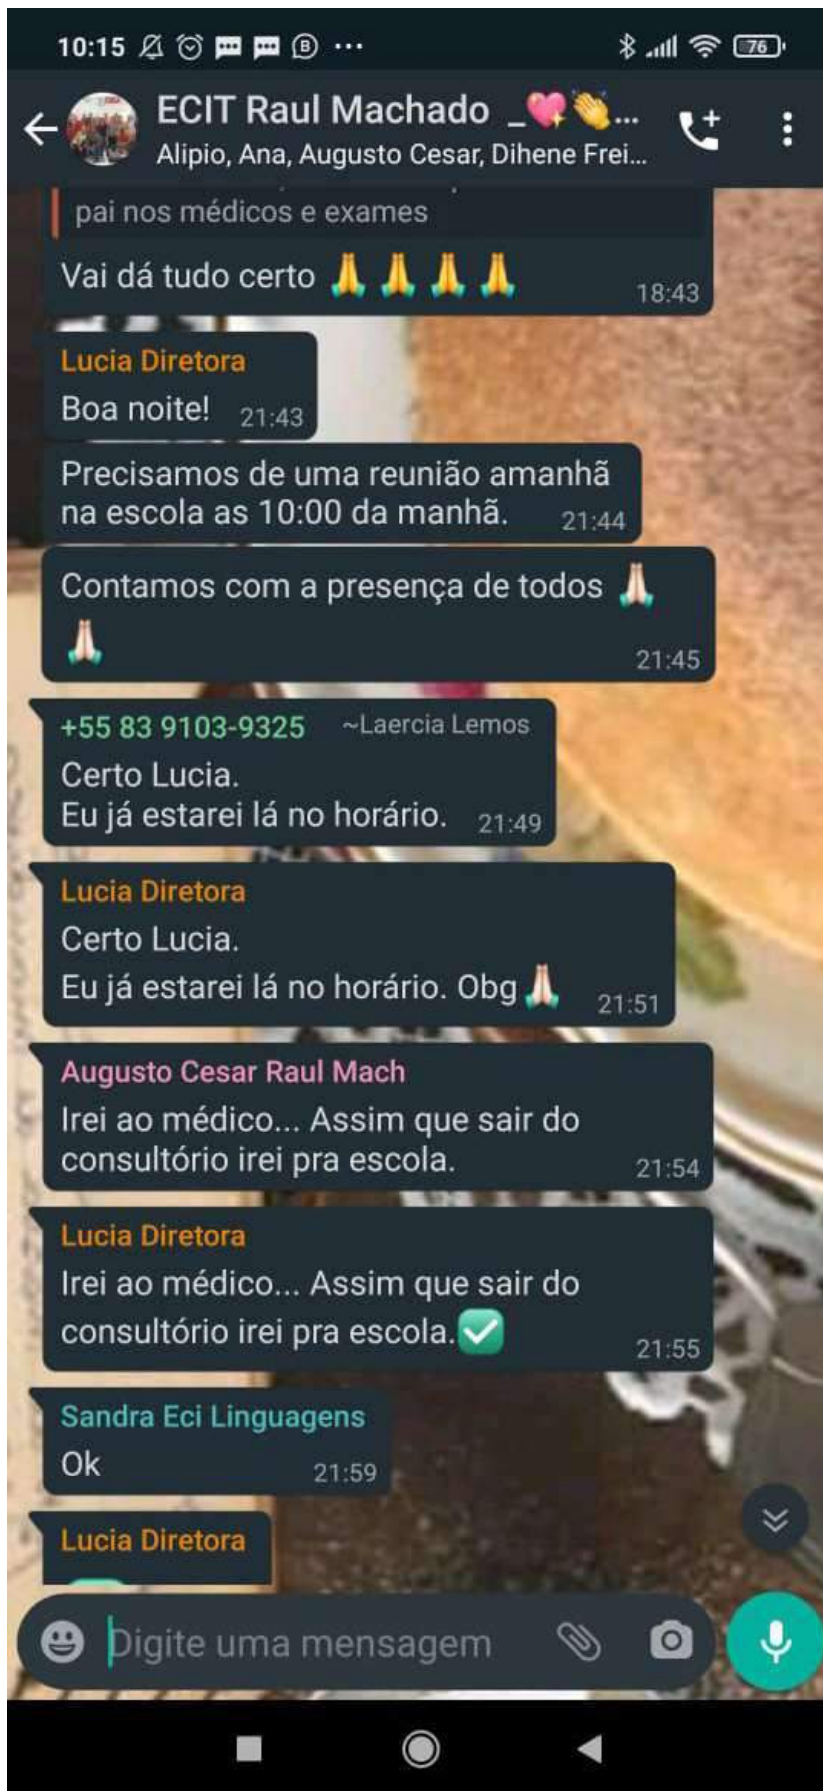 10:15
76
ECIT Raul Machado _💖👏...
Alipio, Ana, Augusto Cesar, Dihene Frei...
pai nos médicos e exames
Vai dá tudo certo 🙏🙏🙏🙏
18:43
Lucia Diretora
Boa noite! 21:43
Precisamos de uma reunião amanhã
na escola as 10:00 da manhã. 21:44
Contamos com a presença de todos 🙏🏻
🙏🏻
21:45
+55 83 9103-9325 ~Laercia Lemos
Certo Lucia.
Eu já estarei lá no horário. 21:49
Lucia Diretora
Certo Lucia.
Eu já estarei lá no horário. Obg🙏🏻 21:51
Augusto Cesar Raul Mach
Irei ao médico... Assim que sair do
consultório irei pra escola. 21:54
Lucia Diretora
Irei ao médico... Assim que sair do
consultório irei pra escola.✅ 21:55
Sandra Eci Linguagens
Ok 21:59
Lucia Diretora
Digite uma mensagem